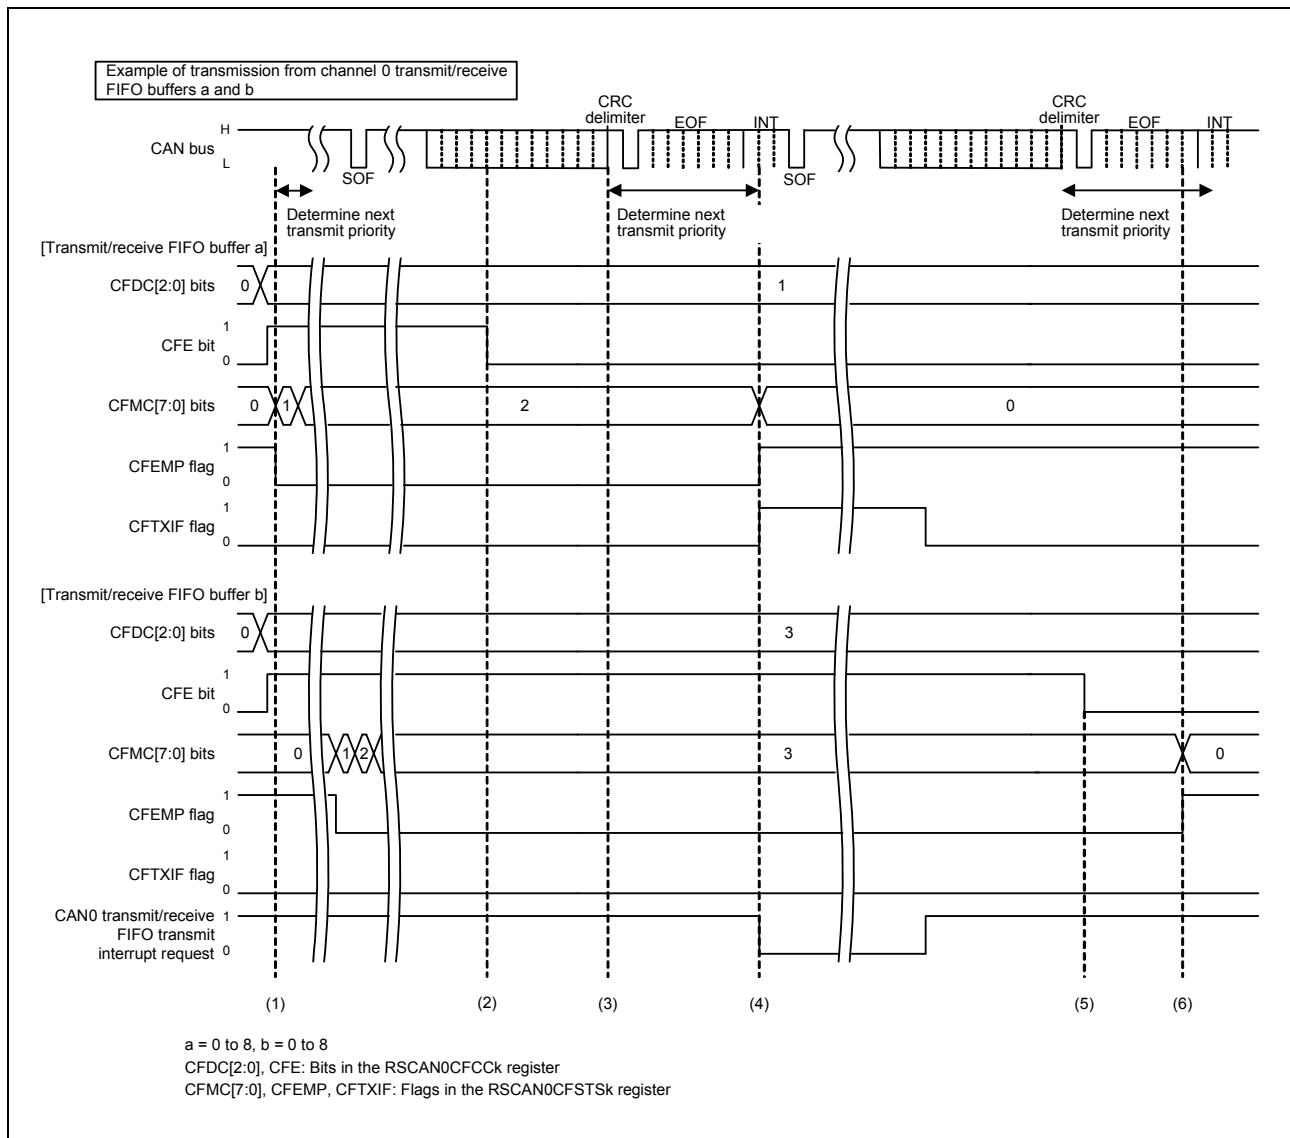 Example of transmission from channel 0 transmit/receive
FIFO buffers a and b
CRC
delimiter
EOF
INT
CRC
delimiter
EOF
INT
CAN bus
H
L
SOF
SOF
Determine next
transmit priority
Determine next
transmit priority
Determine next
transmit priority
[Transmit/receive FIFO buffer a]
CFDC[2:0] bits
0
1
CFE bit
1
0
CFMC[7:0] bits
0
1
2
0
CFEMP flag
1
0
CFTXIF flag
1
0
[Transmit/receive FIFO buffer b]
CFDC[2:0] bits
0
3
CFE bit
1
0
CFMC[7:0] bits
0
1
2
3
0
CFEMP flag
1
0
CFTXIF flag
1
0
CAN0 transmit/receive
FIFO transmit
interrupt request
1
0
(1)
(2)
(3)
(4)
(5)
(6)
a = 0 to 8, b = 0 to 8
CFDC[2:0], CFE: Bits in the RSCAN0CFCCk register
CFMC[7:0], CFEMP, CFTXIF: Flags in the RSCAN0CFSTSk register